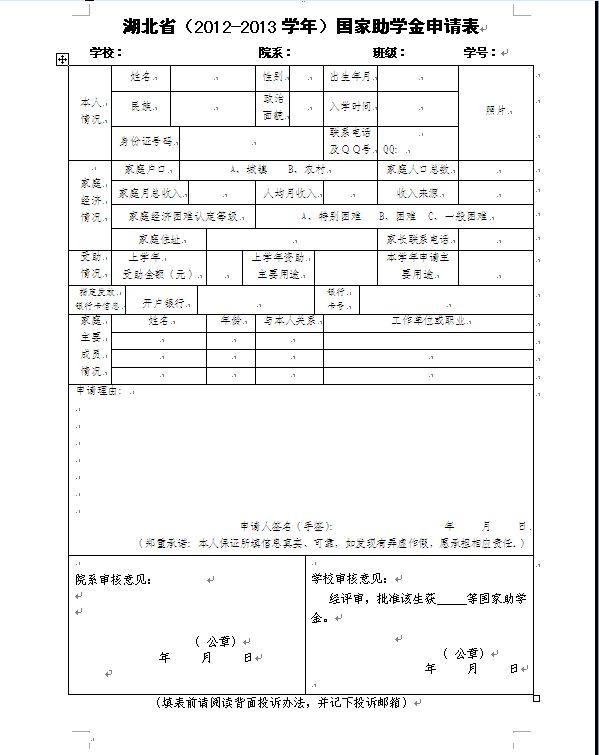 湖北省（2012-2013 学年）国家助学金申请表
学校： 院系： 班级： 学号：
本人情况 姓名 性别 出生年月 照片
民族 政治面貌 入学时间
身份证号码 联系电话及QQ号 QQ:
家庭经济情况 家庭户口 A、城镇 B、农村 家庭人口总数
家庭月总收入 人均月收入 收入来源
家庭经济困难认定等级 A、特别困难 B、困难 C、一般困难
家庭住址 家长联系电话
受助情况 上学年受助金额（元） 上学年资助主要用途 本学年申请主要用途
指定发放银行卡信息 开户银行 银行卡号
家庭主要成员情况 姓名 年龄 与本人关系 工作单位或职业
申请理由：
申请人签名（手签）： 年 月 日
（郑重承诺：本人保证所填信息真实、可靠，如发现有弄虚作假，愿承担相应责任。）
院系审核意见：
（ 公章）
年 月 日
学校审核意见：
经评审，批准该生获_____等国家助学金。
（ 公章）
年 月 日
（填表前请阅读背面投诉办法，并记下投诉邮箱）